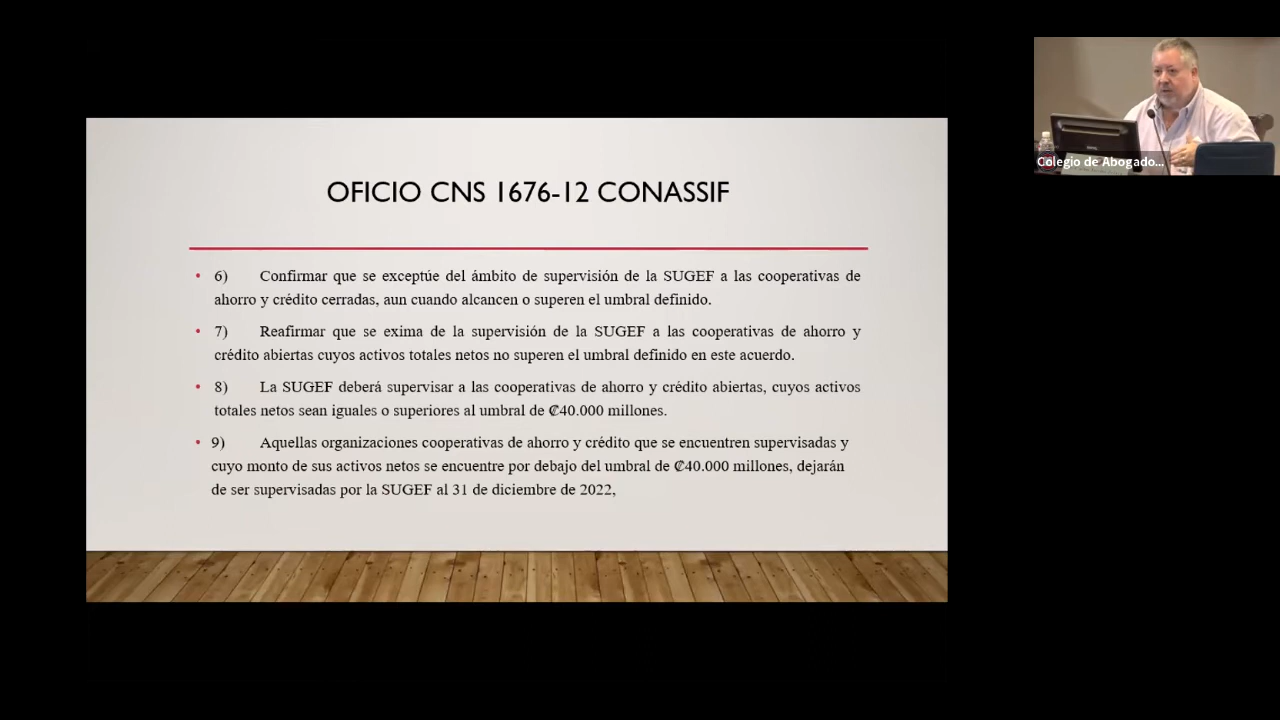 OFICIO CNS 1676-12 CONASSIF
• 6) Confirmar que se exceptúe del ámbito de supervisión de la SUGEF a las cooperativas de
ahorro y crédito cerradas, aun cuando alcancen o superen el umbral definido.
• 7) Reafirmar que se exima de la supervisión de la SUGEF a las cooperativas de ahorro y
crédito abiertas cuyos activos totales netos no superen el umbral definido en este acuerdo.
• 8) La SUGEF deberá supervisar a las cooperativas de ahorro y crédito abiertas, cuyos activos
totales netos sean iguales o superiores al umbral de ₡40.000 millones.
• 9) Aquellas organizaciones cooperativas de ahorro y crédito que se encuentren supervisadas y
cuyo monto de sus activos netos se encuentre por debajo del umbral de ₡40.000 millones, dejarán
de ser supervisadas por la SUGEF al 31 de diciembre de 2022,
Colegio de Abogado...